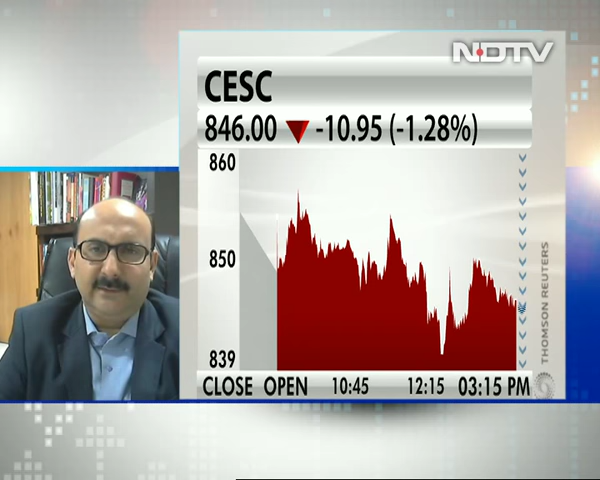 NDTV
CESC
846.00 ▼ -10.95 (-1.28%)
860
850
839
CLOSE OPEN 10:45 12:15 03:15 PM
THOMSON REUTERS